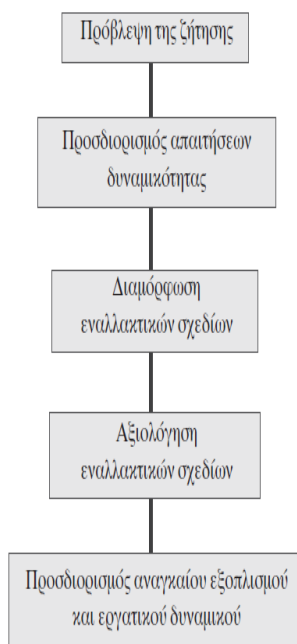 Πρόβλεψη της ζήτησης
Προσδιορισμός απαιτήσεων
δυναμικότητας
Διαμόρφωση
εναλλακτικών σχεδίων
Αξιολόγηση
εναλλακτικών σχεδίων
Προσδιορισμός αναγκαίου εξοπλισμού
και εργατικού δυναμικού